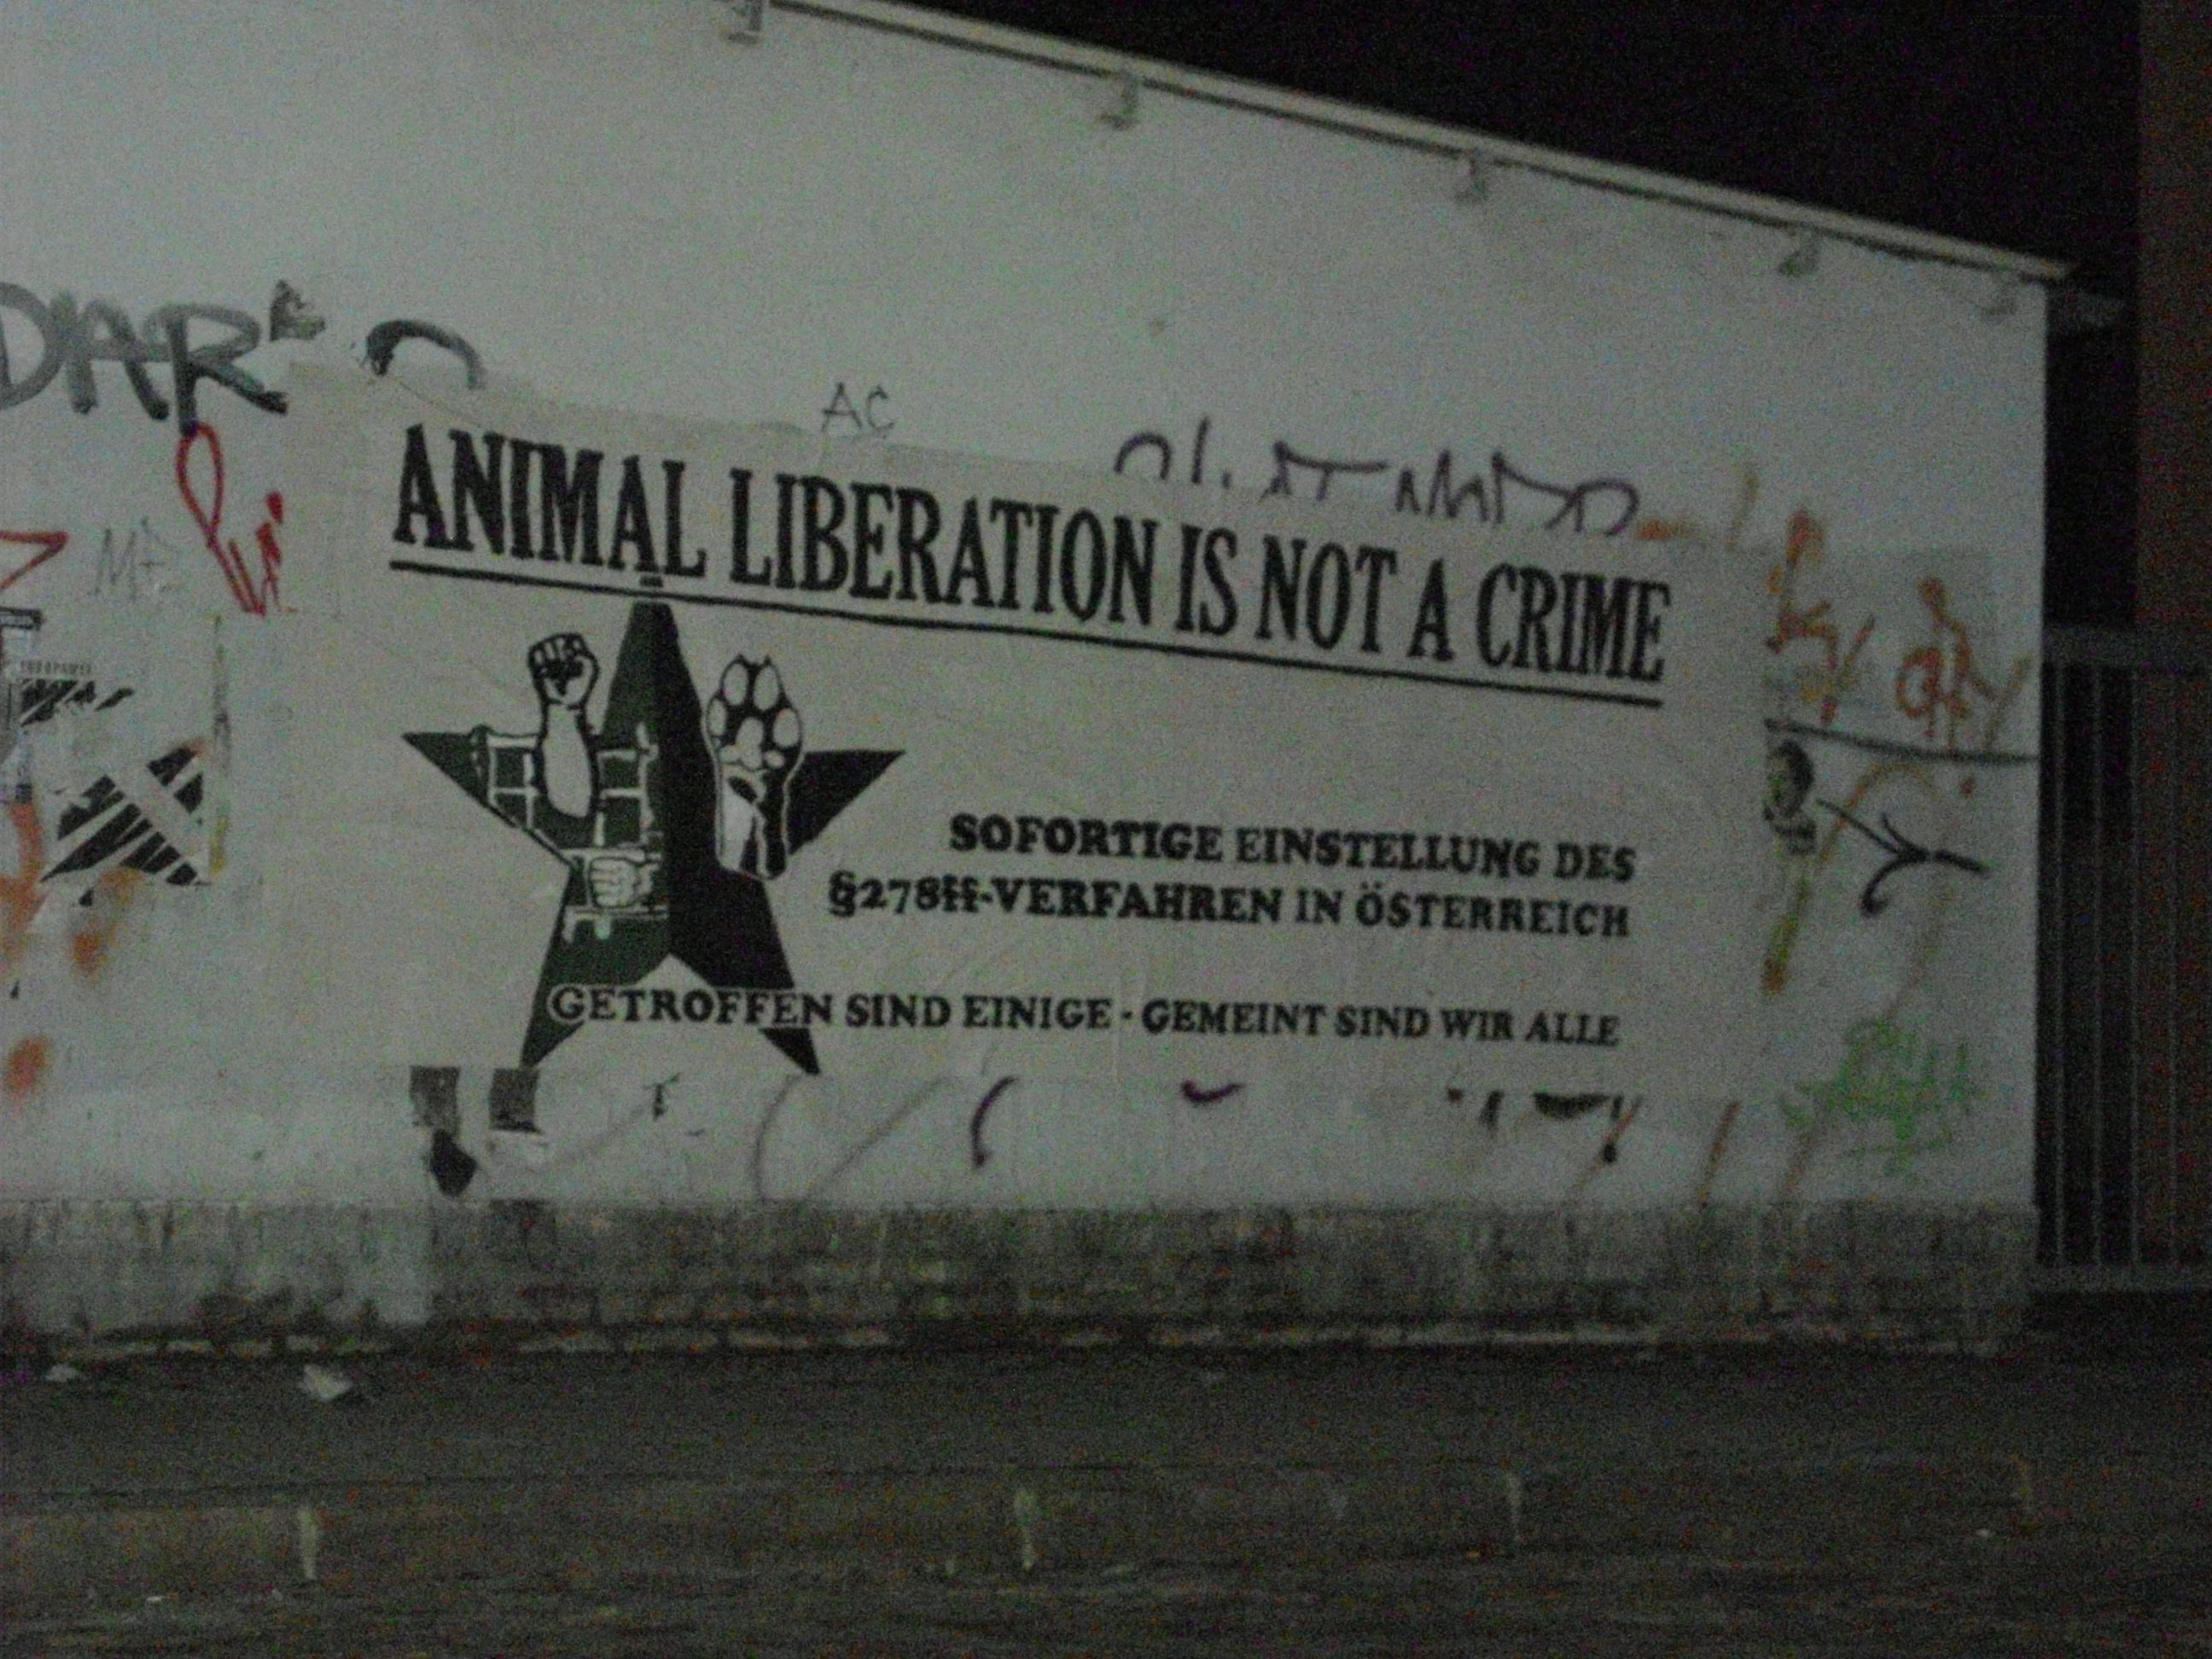 DAR
AC
ANIMAL LIBERATION IS NOT A CRIME
SOFORTIGE EINSTELLUNG DES
§278ff-VERFAHREN IN ÖSTERREICH
GETROFFEN SIND EINIGE - GEMEINT SIND WIR ALLE